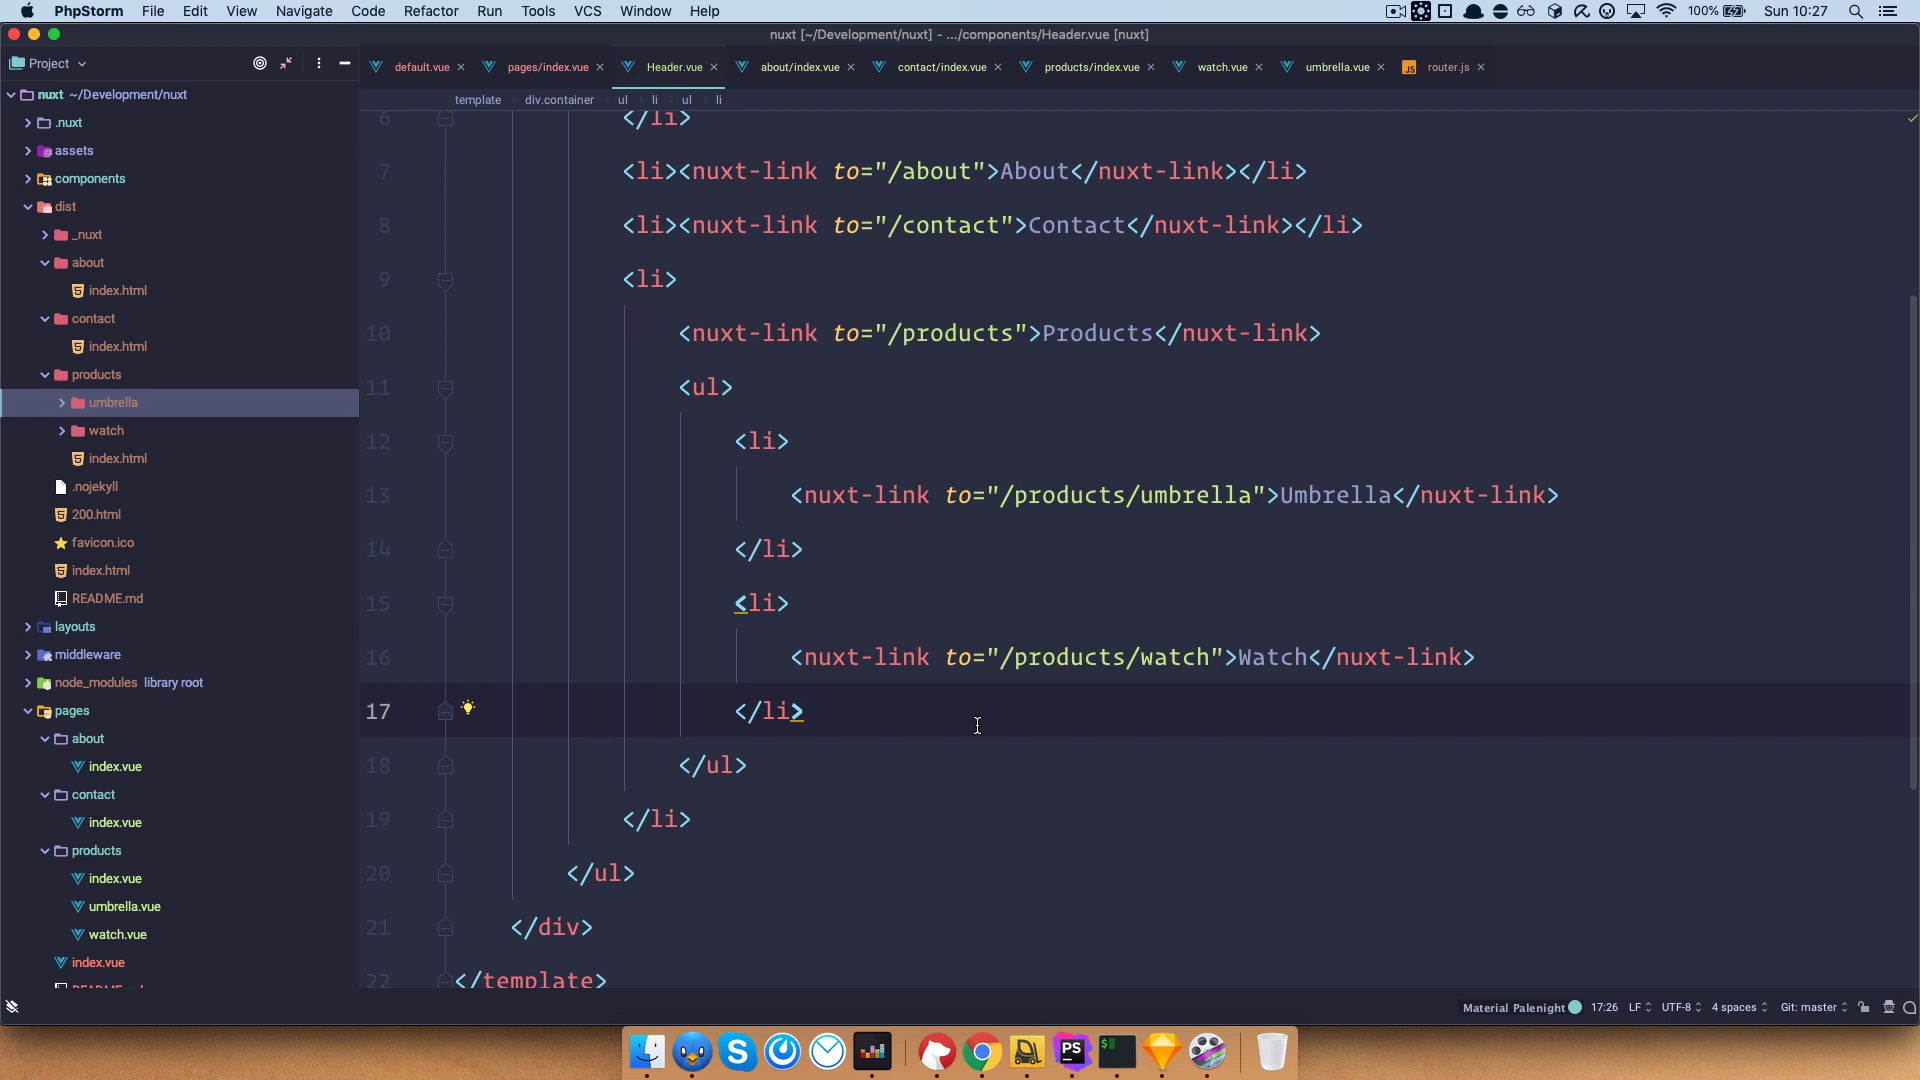 PhpStorm File Edit View Navigate Code Refactor Run Tools VCS Window Help 100% Sun 10:27
nuxt [~/Development/nuxt] - .../components/Header.vue [nuxt]
Project
default.vue pages/index.vue Header.vue about/index.vue contact/index.vue products/index.vue watch.vue umbrella.vue JS router.js
template div.container ul li ul li
nuxt ~/Development/nuxt
.nuxt
assets
components
dist
_nuxt
about
index.html
contact
index.html
products
umbrella
watch
index.html
.nojekyll
200.html
favicon.ico
index.html
README.md
layouts
middleware
node_modules library root
pages
about
index.vue
contact
index.vue
products
index.vue
umbrella.vue
watch.vue
index.vue
6 </li>
7 <li><nuxt-link to="/about">About</nuxt-link></li>
8 <li><nuxt-link to="/contact">Contact</nuxt-link></li>
9 <li>
10 <nuxt-link to="/products">Products</nuxt-link>
11 <ul>
12 <li>
13 <nuxt-link to="/products/umbrella">Umbrella</nuxt-link>
14 </li>
15 <li>
16 <nuxt-link to="/products/watch">Watch</nuxt-link>
17 </li>
18 </ul>
19 </li>
20 </ul>
21 </div>
22 </template>
Material Palenight 17:26 LF UTF-8 4 spaces Git: master
S PS $